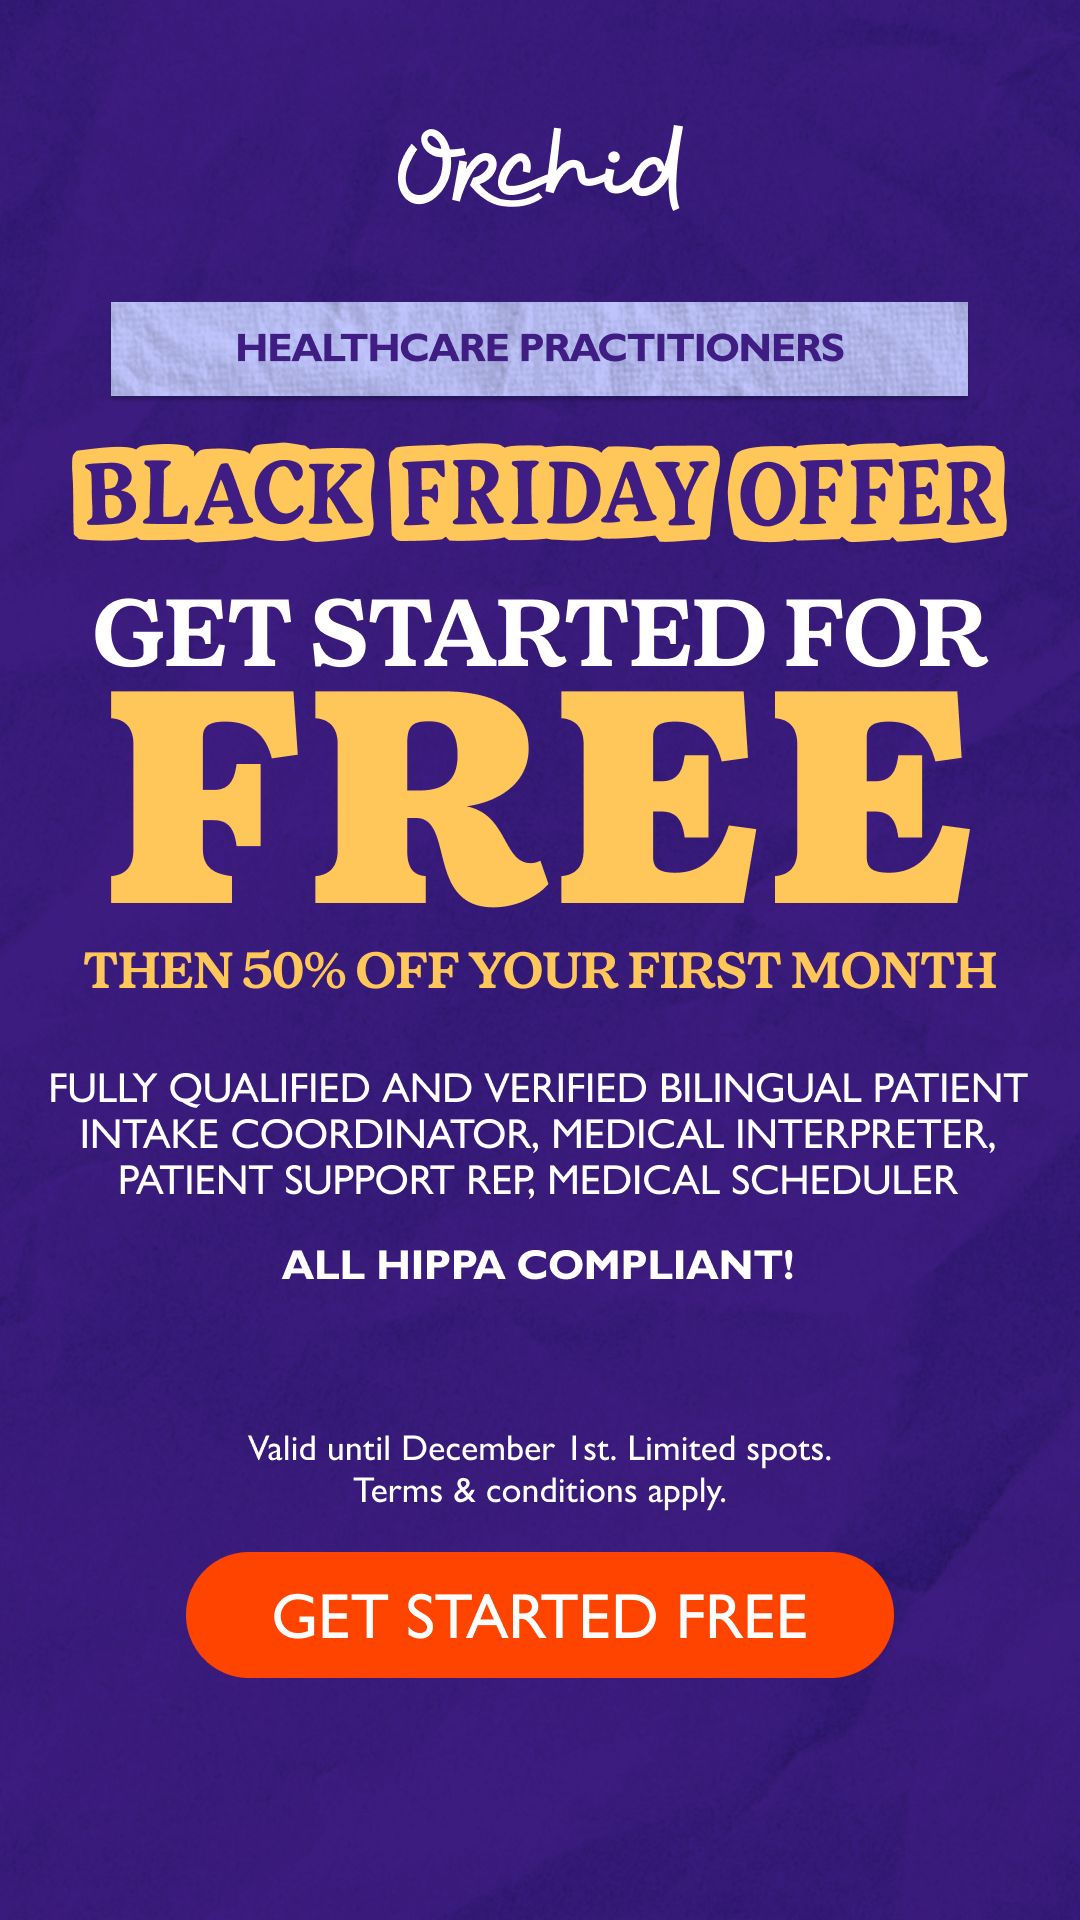 Orchid
HEALTHCARE PRACTITIONERS
BLACK FRIDAY OFFER
GET STARTED FOR
FREE
THEN 50% OFF YOUR FIRST MONTH
FULLY QUALIFIED AND VERIFIED BILINGUAL PATIENT
INTAKE COORDINATOR, MEDICAL INTERPRETER,
PATIENT SUPPORT REP, MEDICAL SCHEDULER
ALL HIPPA COMPLIANT!
Valid until December 1st. Limited spots.
Terms & conditions apply.
GET STARTED FREE